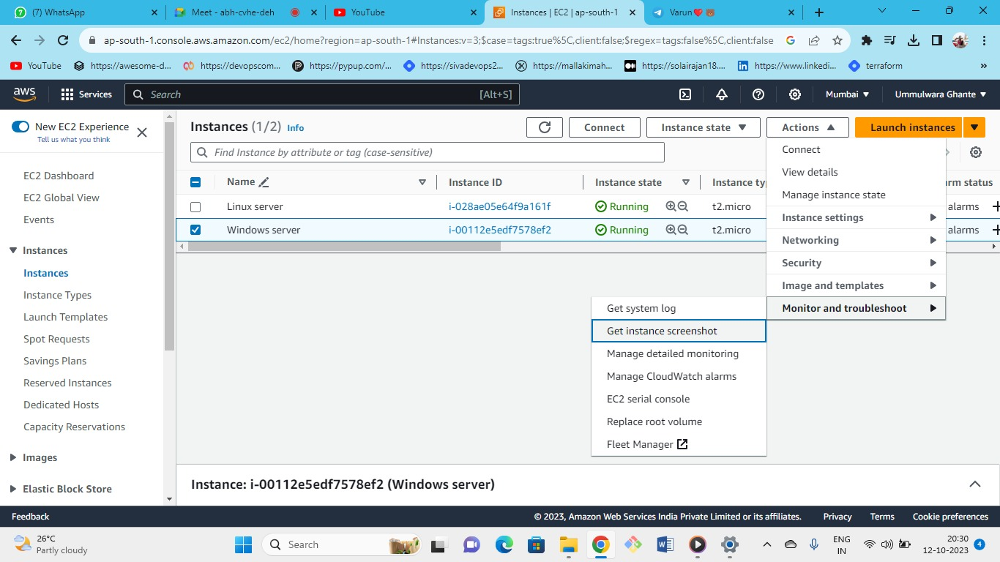 (7) WhatsApp
Meet - abh-cvhe-deh
YouTube
Instances | EC2 | ap-south-1
Varun❤️ 🐻
ap-south-1.console.aws.amazon.com/ec2/home?region=ap-south-1#Instances:v=3;$case=tags:true%5C,client:false;$regex=tags:false%5C,client:false
YouTube
https://awesome-d...
https://devopscom...
https://pypup.com/...
https://sivadevops2...
https://mallakimah...
https://solairajan18....
https://www.linkedi...
terraform
aws
Services
Search
[Alt+S]
Mumbai
Ummulwara Ghante
New EC2 Experience
Tell us what you think
EC2 Dashboard
EC2 Global View
Events
Instances
Instances
Instance Types
Launch Templates
Spot Requests
Savings Plans
Reserved Instances
Dedicated Hosts
Capacity Reservations
Images
Elastic Block Store
Instances (1/2) Info
Connect
Instance state
Actions
Launch instances
Find Instance by attribute or tag (case-sensitive)
Name
Instance ID
Instance state
Instance ty
rm status
Linux server
i-028ae05e64f9a161f
Running
t2.micro
alarms
Windows server
i-00112e5edf7578ef2
Running
t2.micro
alarms
Connect
View details
Manage instance state
Instance settings
Networking
Security
Image and templates
Monitor and troubleshoot
Get system log
Get instance screenshot
Manage detailed monitoring
Manage CloudWatch alarms
EC2 serial console
Replace root volume
Fleet Manager
Instance: i-00112e5edf7578ef2 (Windows server)
Feedback
© 2023, Amazon Web Services India Private Limited or its affiliates.
Privacy
Terms
Cookie preferences
26°C
Partly cloudy
Search
ENG
IN
20:30
12-10-2023
4